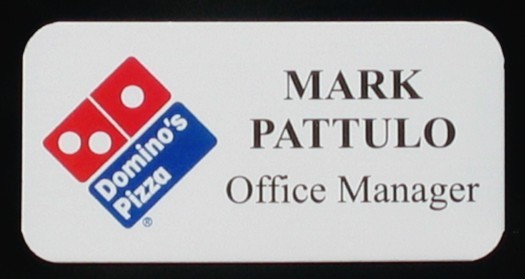 Domino's
Pizza
®
MARK
PATTULO
Office Manager